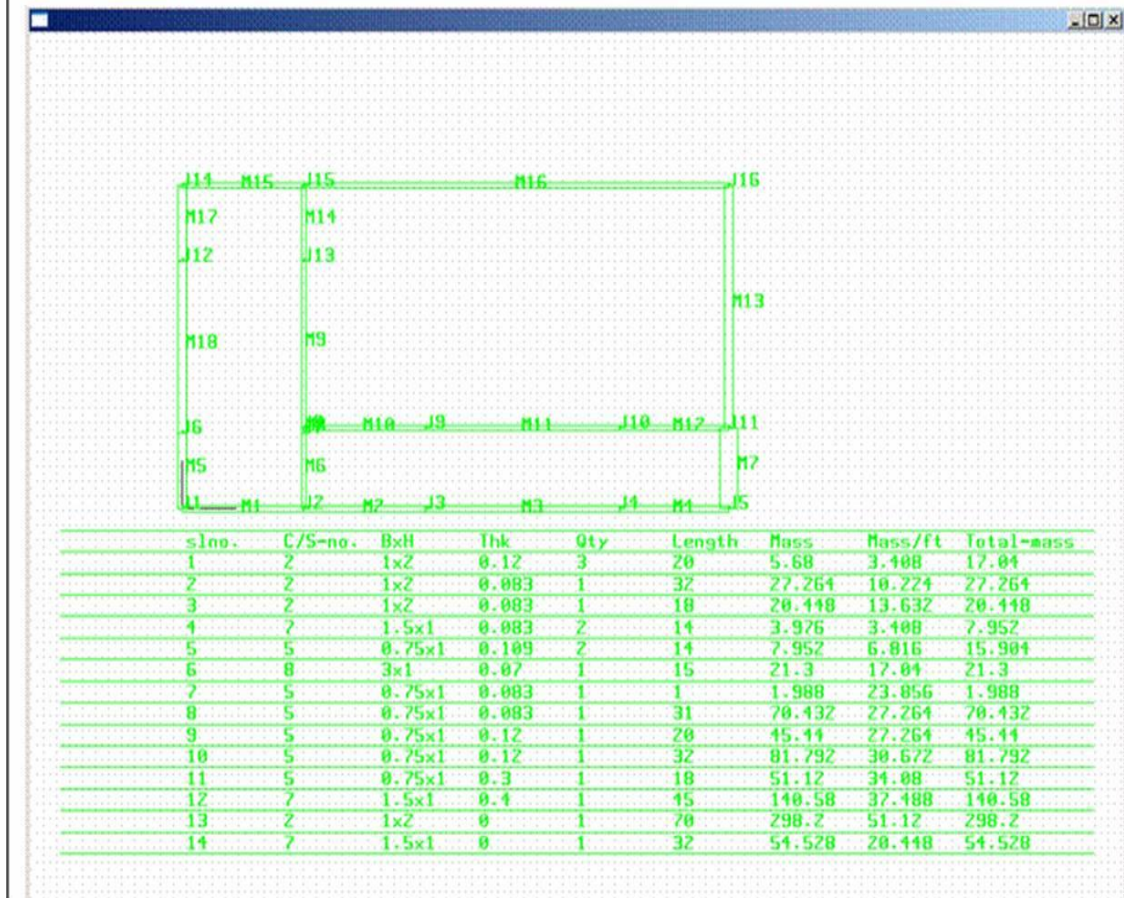 J14 M15 J15 M16 J16
M17 M14
J12 J13
M13
M18 M9
J6 M10 J9 M11 J10 M12 J11
M5 M6 M7
J1 M1 J2 M2 J3 M3 J4 M4 J5
slno. C/S-no. BxH Thk Qty Length Mass Mass/ft Total-mass
1 2 1x2 0.12 3 20 5.68 3.408 17.04
2 2 1x2 0.083 1 32 27.264 10.224 27.264
3 2 1x2 0.083 1 18 20.448 13.632 20.448
4 7 1.5x1 0.083 2 14 3.976 3.408 7.952
5 5 0.75x1 0.109 2 14 7.952 6.816 15.904
6 8 3x1 0.07 1 15 21.3 17.04 21.3
7 5 0.75x1 0.083 1 1 1.988 23.856 1.988
8 5 0.75x1 0.083 1 31 70.432 27.264 70.432
9 5 0.75x1 0.12 1 20 45.44 27.264 45.44
10 5 0.75x1 0.12 1 32 81.792 30.672 81.792
11 5 0.75x1 0.3 1 18 51.12 34.08 51.12
12 7 1.5x1 0.4 1 45 140.58 37.488 140.58
13 2 1x2 0 1 70 298.2 51.12 298.2
14 7 1.5x1 0 1 32 54.528 20.448 54.528